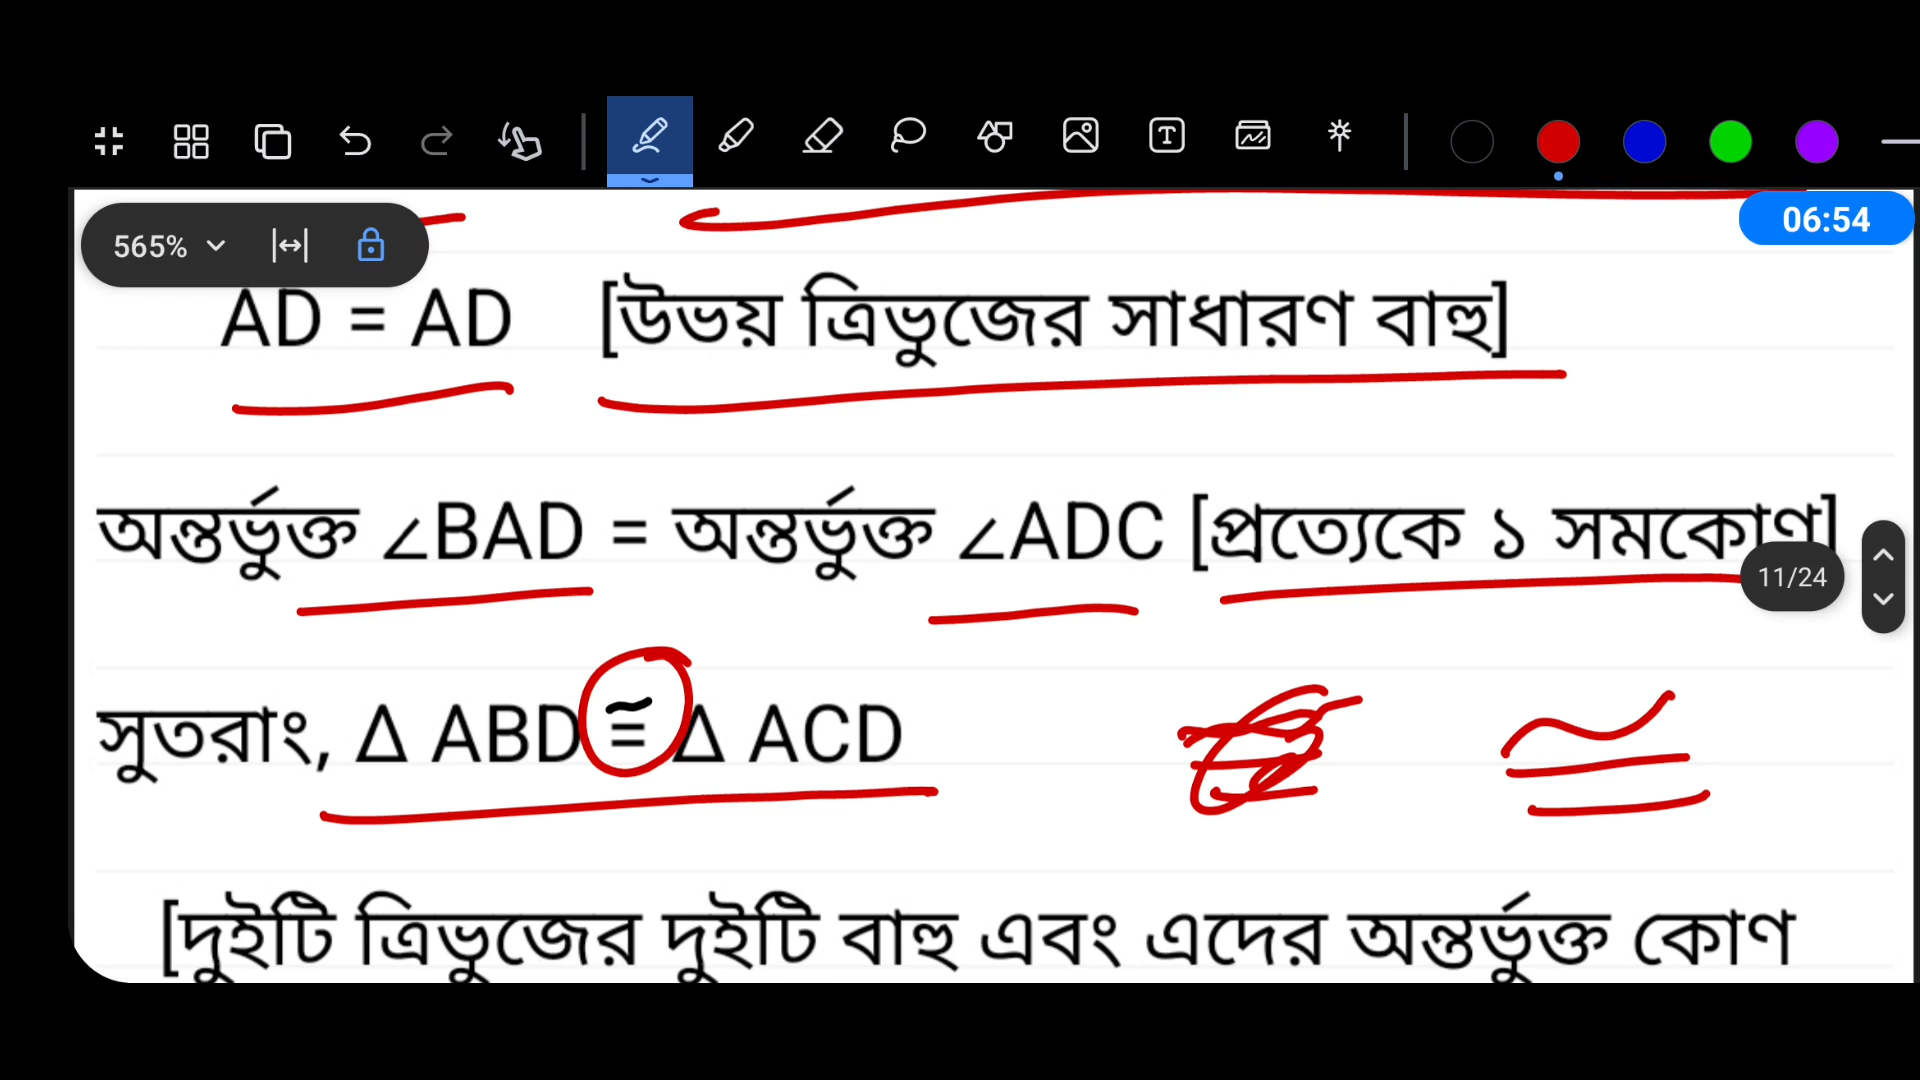 06:54
565%
AD = AD [উভয় ত্রিভুজের সাধারণ বাহু]
অন্তর্ভুক্ত ∠BAD = অন্তর্ভুক্ত ∠ADC [প্রত্যেকে ১ সমকোণ]
11/24
সুতরাং, Δ ABD ≅ Δ ACD ≅
[দুইটি ত্রিভুজের দুইটি বাহু এবং এদের অন্তর্ভুক্ত কোণ